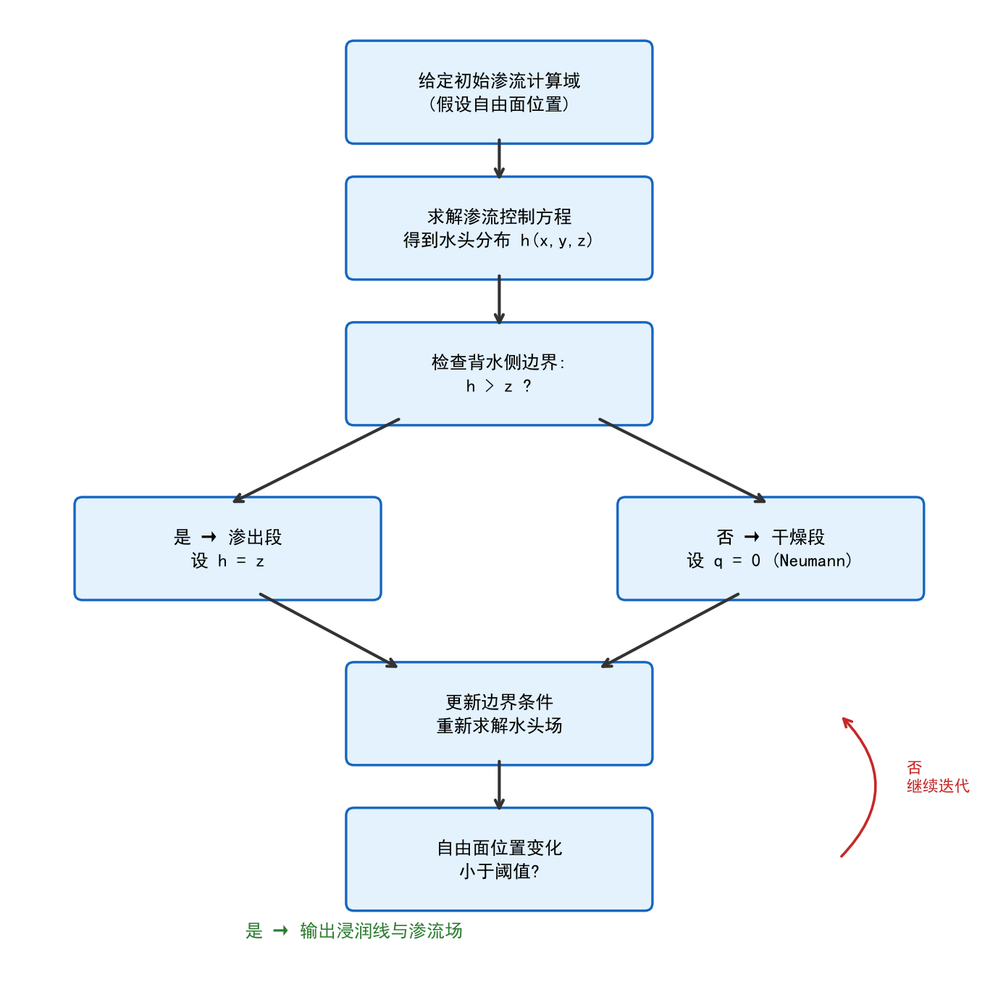 给定初始渗流计算域
（假设自由面位置）
求解渗流控制方程
得到水头分布 h(x,y,z)
检查背水侧边界:
h > z ?
是 → 渗出段
设 h = z
否 → 干燥段
设 q = 0 (Neumann)
更新边界条件
重新求解水头场
否
继续迭代
自由面位置变化
小于阈值?
是 → 输出浸润线与渗流场